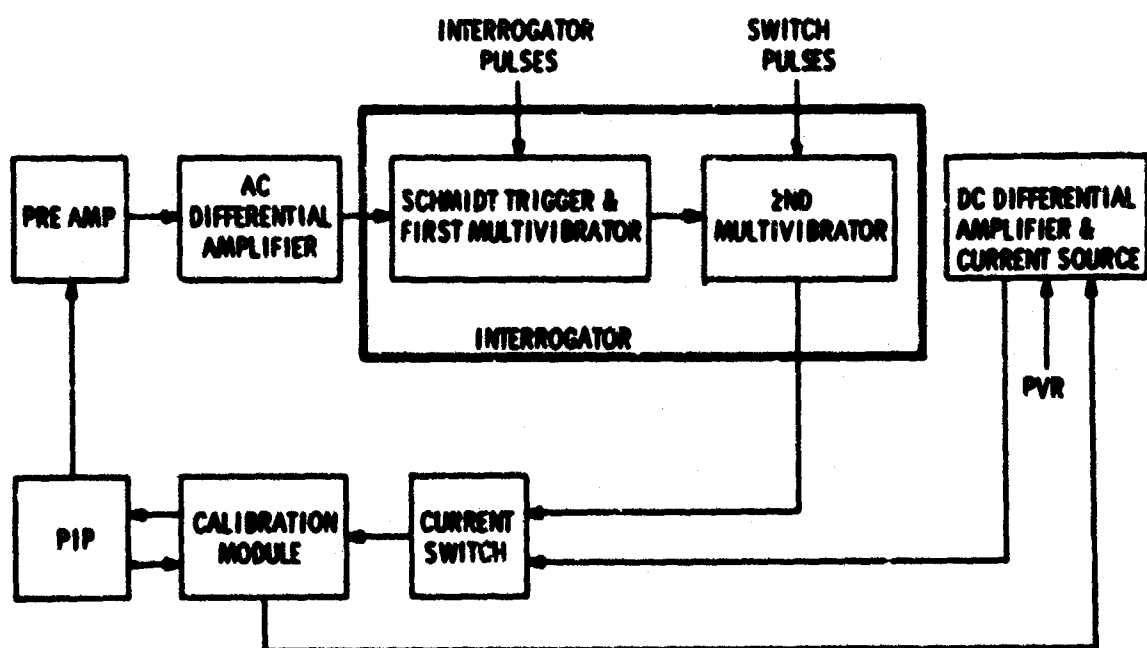 INTERROGATOR
PULSES
SWITCH
PULSES
PRE AMP
AC
DIFFERENTIAL
AMPLIFIER
SCHMIDT TRIGGER &
FIRST MULTIVIBRATOR
2ND
MULTIVIBRATOR
DC DIFFERENTIAL
AMPLIFIER &
CURRENT SOURCE
INTERROGATOR
PVR
PIP
CALIBRATION
MODULE
CURRENT
SWITCH